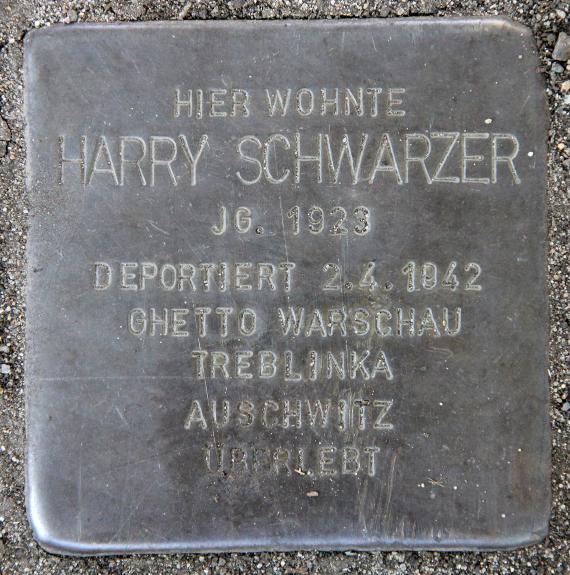 HIER WOHNTE
HARRY SCHWARZER
JG. 1923
DEPORTIERT 2.4.1942
GHETTO WARSCHAU
TREBLINKA
AUSCHWITZ
ÜBERLEBT